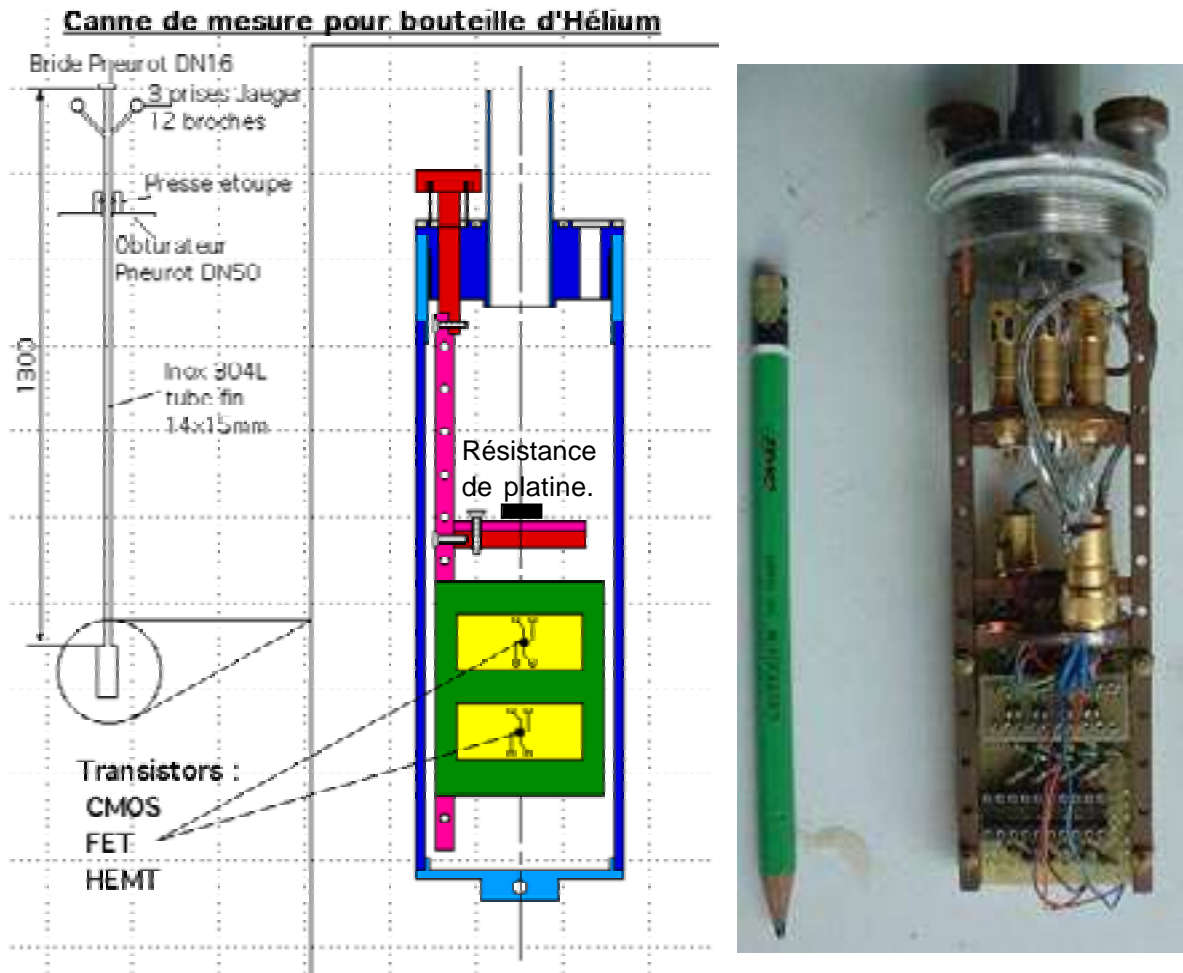 Canne de mesure pour bouteille d'Hélium
Bride Pneurot DN16
3 prises Jaeger
12 broches
Presse etoupe
Obturateur
Pneurot DN50
1300
Inox 304L
tube fin
14x15mm
Résistance
de platine.
Transistors :
CMOS
FET
HEMT